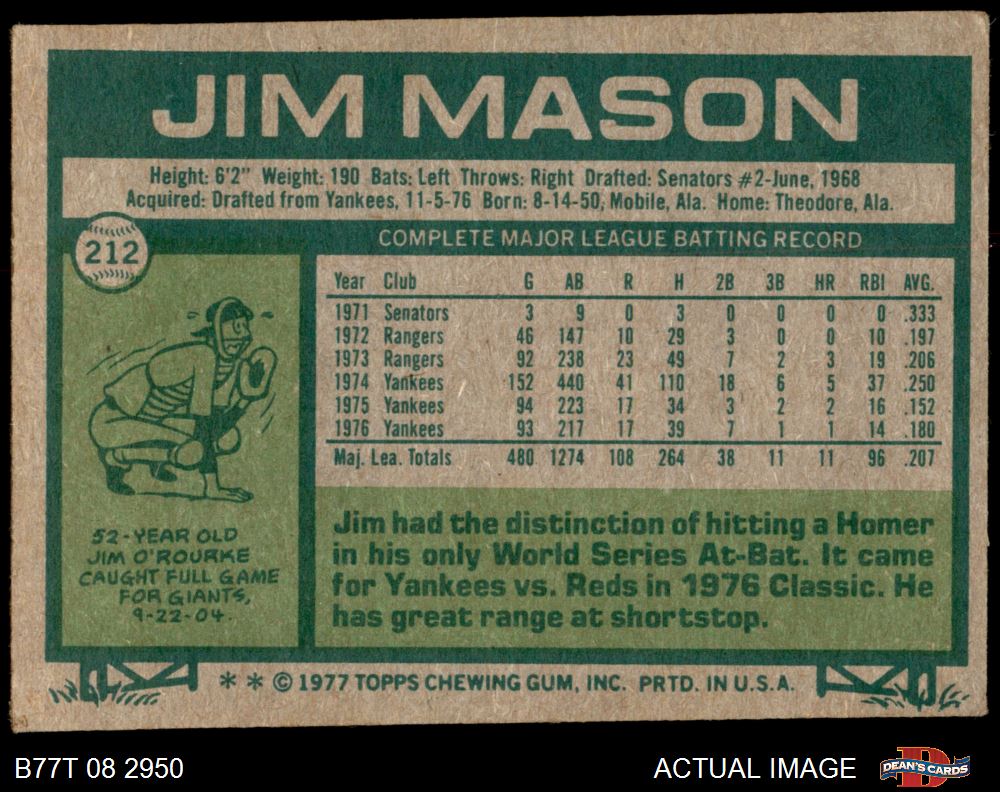 JIM MASON
Height: 6'2" Weight: 190 Bats: Left Throws: Right Drafted: Senators #2-June, 1968
Acquired: Drafted from Yankees, 11-5-76 Born: 8-14-50, Mobile, Ala. Home: Theodore, Ala.
212
COMPLETE MAJOR LEAGUE BATTING RECORD
Year Club G AB R H 2B 3B HR RBI AVG.
1971 Senators 3 9 0 3 0 0 0 0 .333
1972 Rangers 46 147 10 29 3 0 0 10 .197
1973 Rangers 92 238 23 49 7 2 3 19 .206
1974 Yankees 152 440 41 110 18 6 5 37 .250
1975 Yankees 94 223 17 34 3 2 2 16 .152
1976 Yankees 93 217 17 39 7 1 1 14 .180
Maj. Lea. Totals 480 1274 108 264 38 11 11 96 .207
52-YEAR OLD
JIM O'ROURKE
CAUGHT FULL GAME
FOR GIANTS,
9-22-04.
Jim had the distinction of hitting a Homer
in his only World Series At-Bat. It came
for Yankees vs. Reds in 1976 Classic. He
has great range at shortstop.
* * © 1977 TOPPS CHEWING GUM, INC. PRTD. IN U.S.A.
B77T 08 2950
ACTUAL IMAGE
DEAN'S CARDS